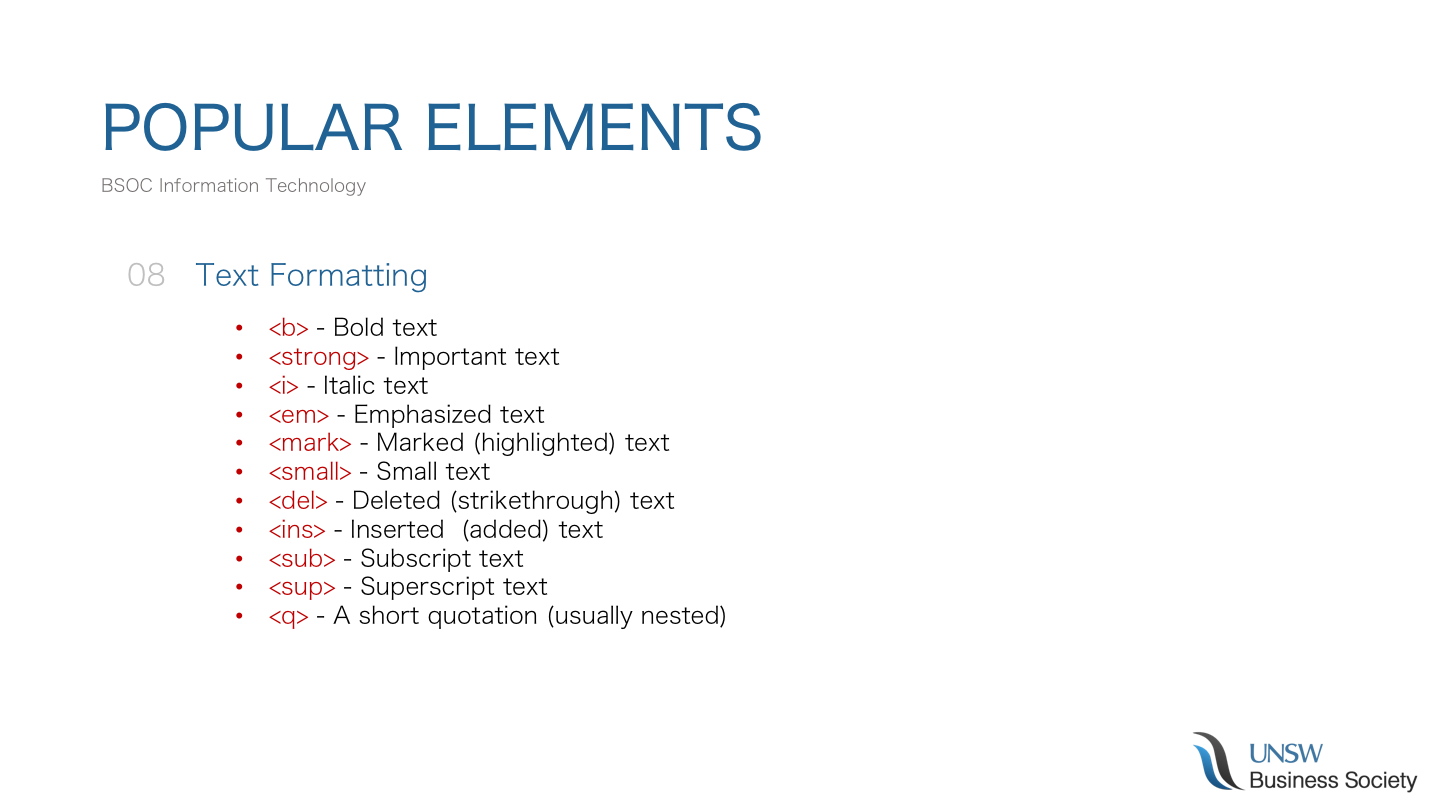 POPULAR ELEMENTS
BSOC Information Technology
08 Text Formatting
• <b> - Bold text
• <strong> - Important text
• <i> - Italic text
• <em> - Emphasized text
• <mark> - Marked (highlighted) text
• <small> - Small text
• <del> - Deleted (strikethrough) text
• <ins> - Inserted  (added) text
• <sub> - Subscript text
• <sup> - Superscript text
• <q> - A short quotation (usually nested)
UNSW
Business Society